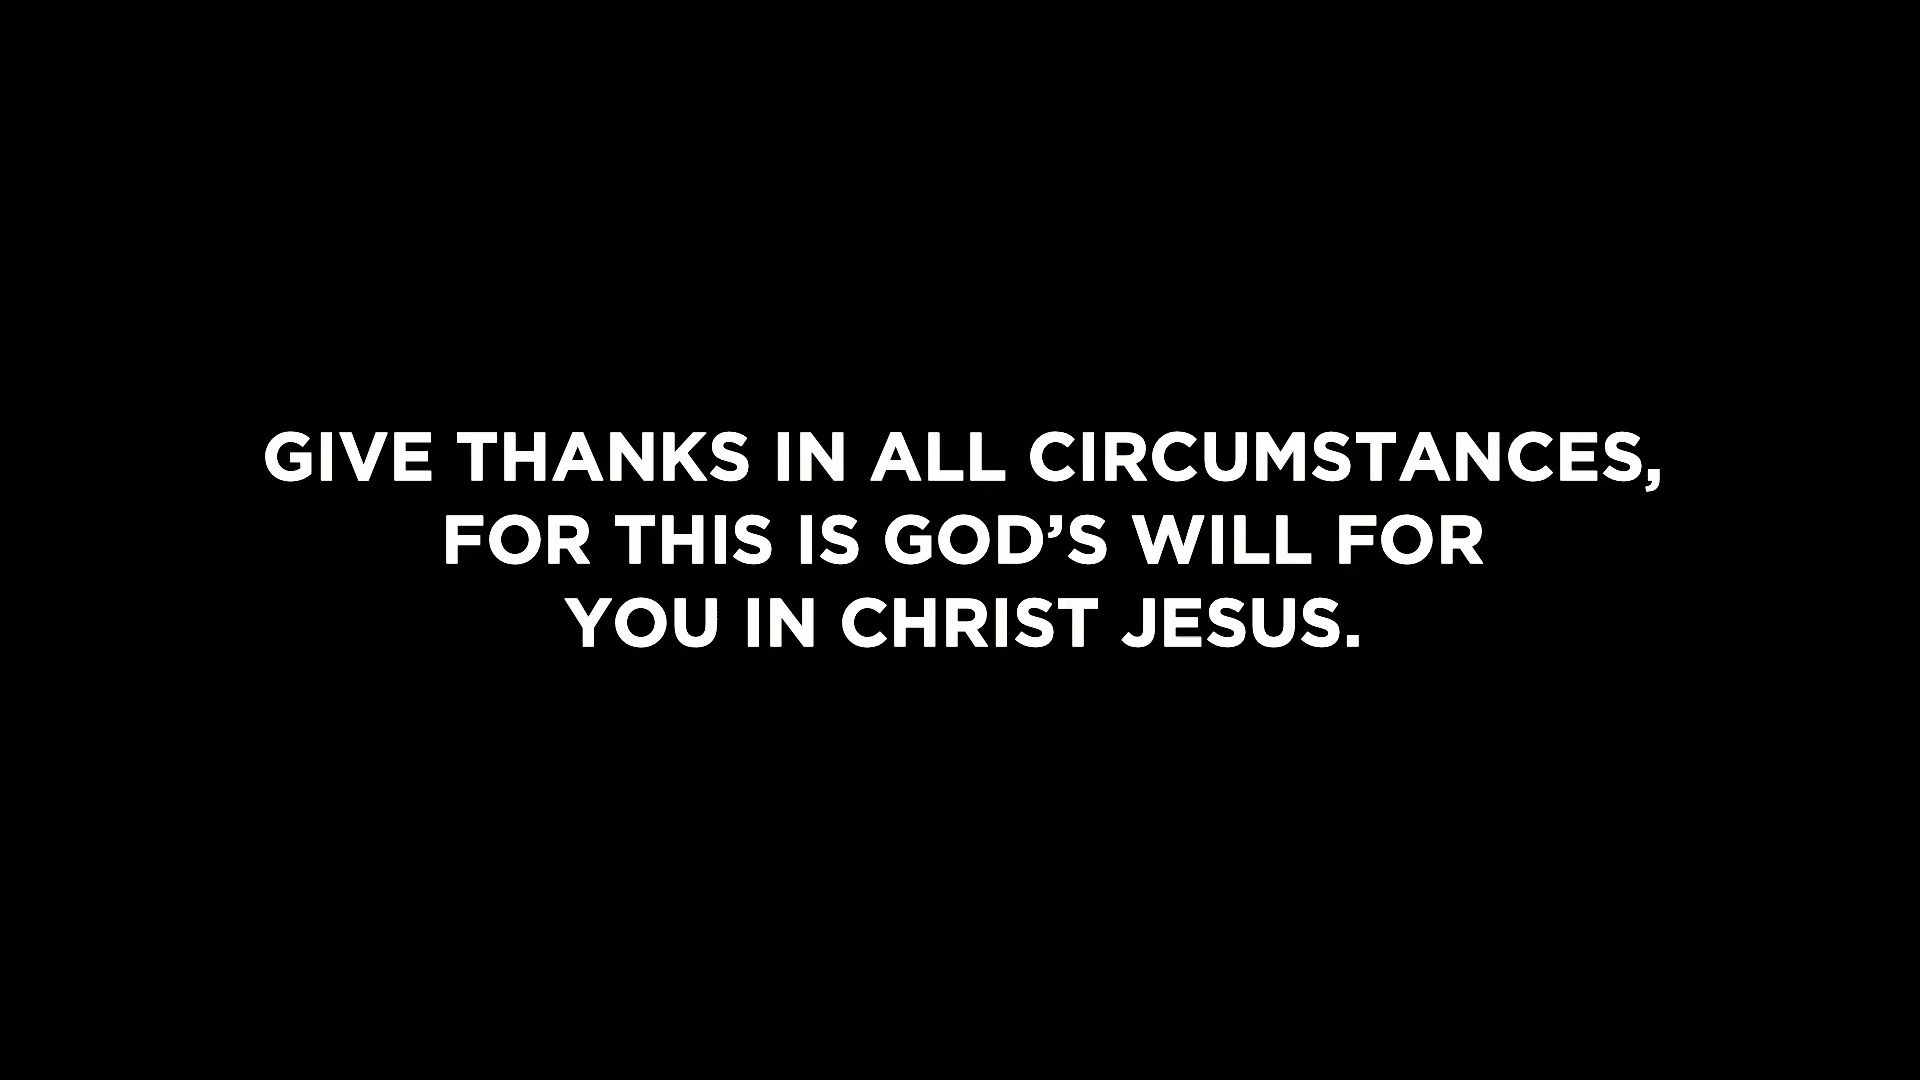 GIVE THANKS IN ALL CIRCUMSTANCES,
FOR THIS IS GOD’S WILL FOR
YOU IN CHRIST JESUS.